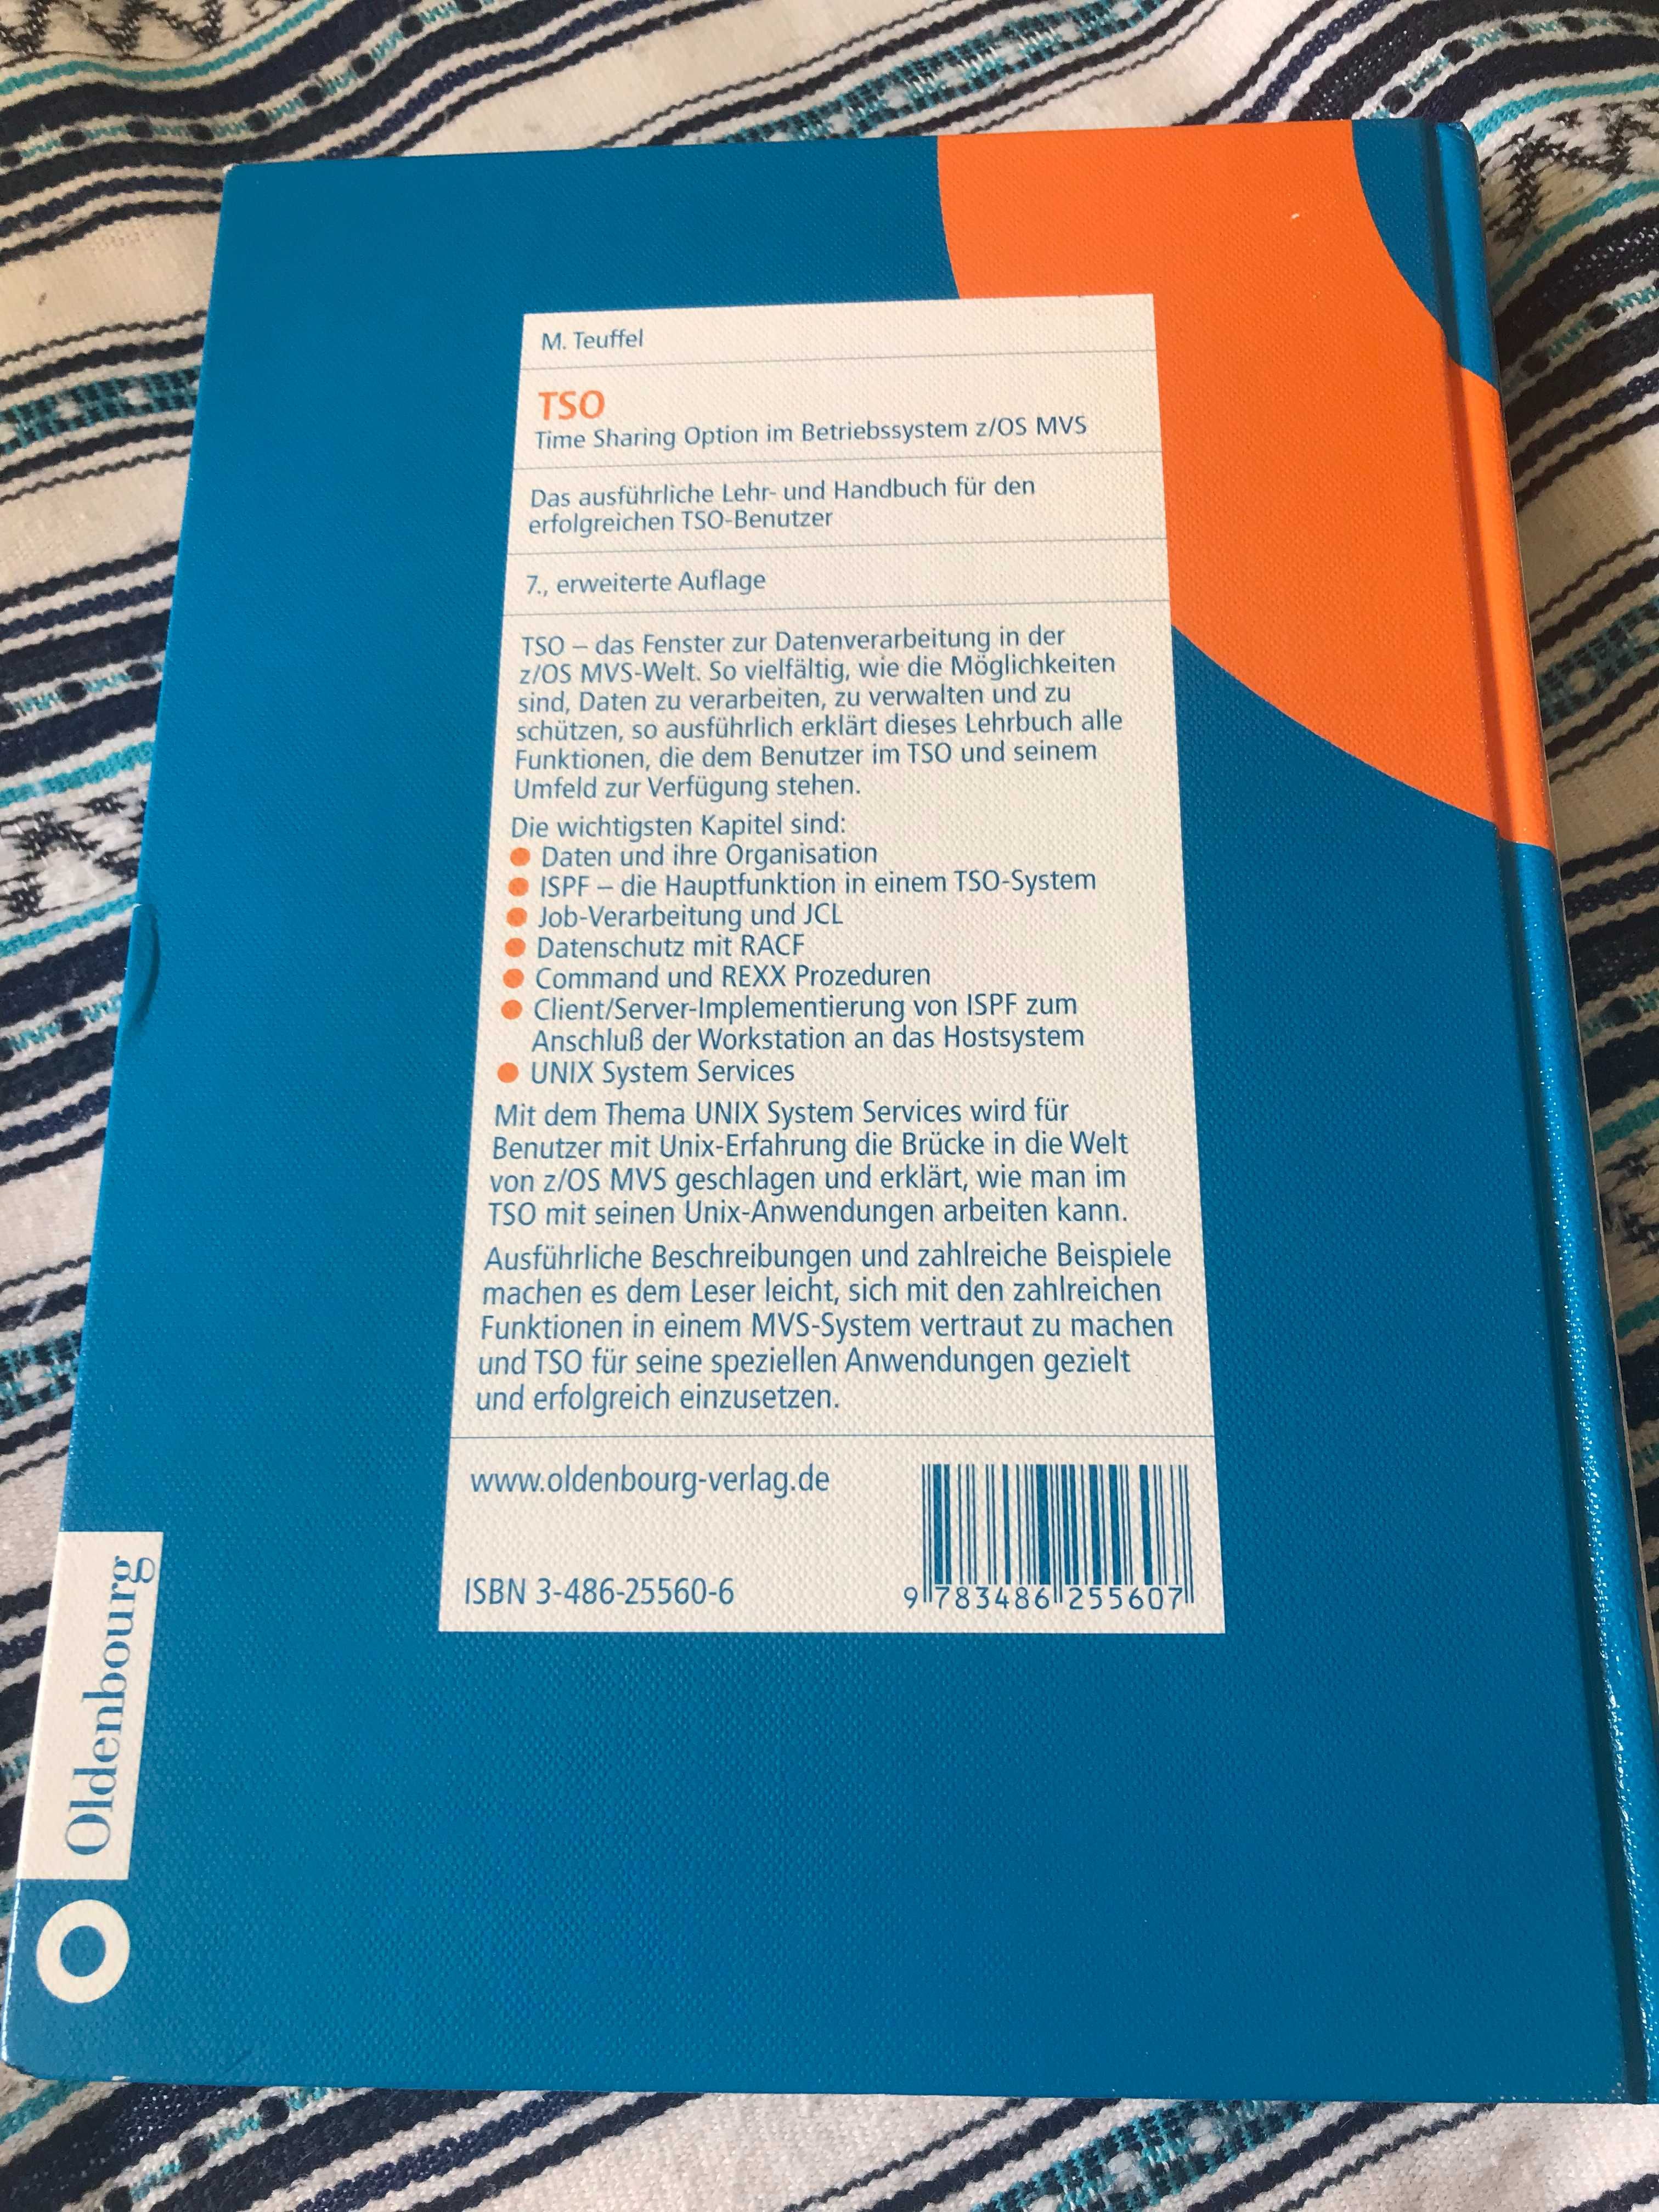 M. Teuffel
TSO
Time Sharing Option im Betriebssystem z/OS MVS
Das ausführliche Lehr- und Handbuch für den
erfolgreichen TSO-Benutzer
7., erweiterte Auflage
TSO – das Fenster zur Datenverarbeitung in der
z/OS MVS-Welt. So vielfältig, wie die Möglichkeiten
sind, Daten zu verarbeiten, zu verwalten und zu
schützen, so ausführlich erklärt dieses Lehrbuch alle
Funktionen, die dem Benutzer im TSO und seinem
Umfeld zur Verfügung stehen.
Die wichtigsten Kapitel sind:
● Daten und ihre Organisation
● ISPF – die Hauptfunktion in einem TSO-System
● Job-Verarbeitung und JCL
● Datenschutz mit RACF
● Command und REXX Prozeduren
● Client/Server-Implementierung von ISPF zum
Anschluß der Workstation an das Hostsystem
● UNIX System Services
Mit dem Thema UNIX System Services wird für
Benutzer mit Unix-Erfahrung die Brücke in die Welt
von z/OS MVS geschlagen und erklärt, wie man im
TSO mit seinen Unix-Anwendungen arbeiten kann.
Ausführliche Beschreibungen und zahlreiche Beispiele
machen es dem Leser leicht, sich mit den zahlreichen
Funktionen in einem MVS-System vertraut zu machen
und TSO für seine speziellen Anwendungen gezielt
und erfolgreich einzusetzen.
www.oldenbourg-verlag.de
ISBN 3-486-25560-6
9 783486 255607
Oldenbourg